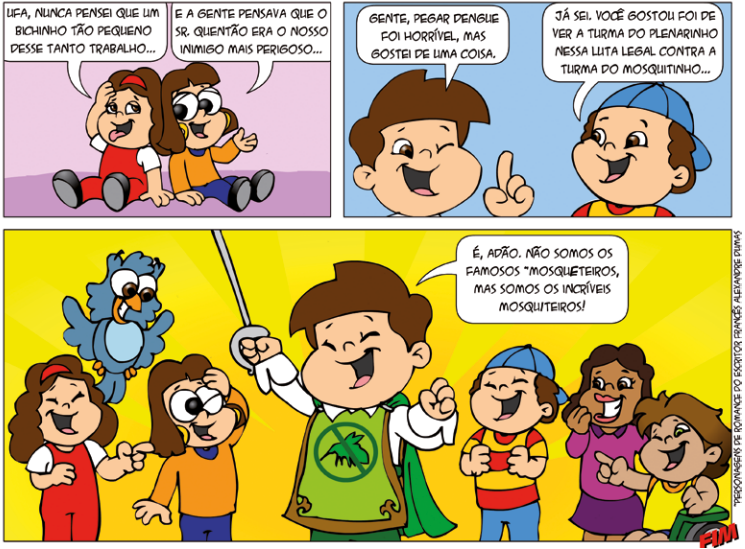 UFA, NUNCA PENSEI QUE UM
BICHINHO TÃO PEQUENO
DESSE TANTO TRABALHO...
E A GENTE PENSAVA QUE O
SR. QUENTÃO ERA O NOSSO
INIMIGO MAIS PERIGOSO...
GENTE, PEGAR DENGUE
FOI HORRÍVEL, MAS
GOSTEI DE UMA COISA.
JÁ SEI. VOCÊ GOSTOU FOI DE
VER A TURMA DO PLENARINHO
NESSA LUTA LEGAL CONTRA A
TURMA DO MOSQUITINHO...
É, ADÃO. NÃO SOMOS OS
FAMOSOS *MOSQUETEIROS,
MAS SOMOS OS INCRÍVEIS
MOSQUITEIROS!
*PERSONAGENS DE ROMANCE DO ESCRITOR FRANCÊS ALEXANDRE DUMAS
FIM